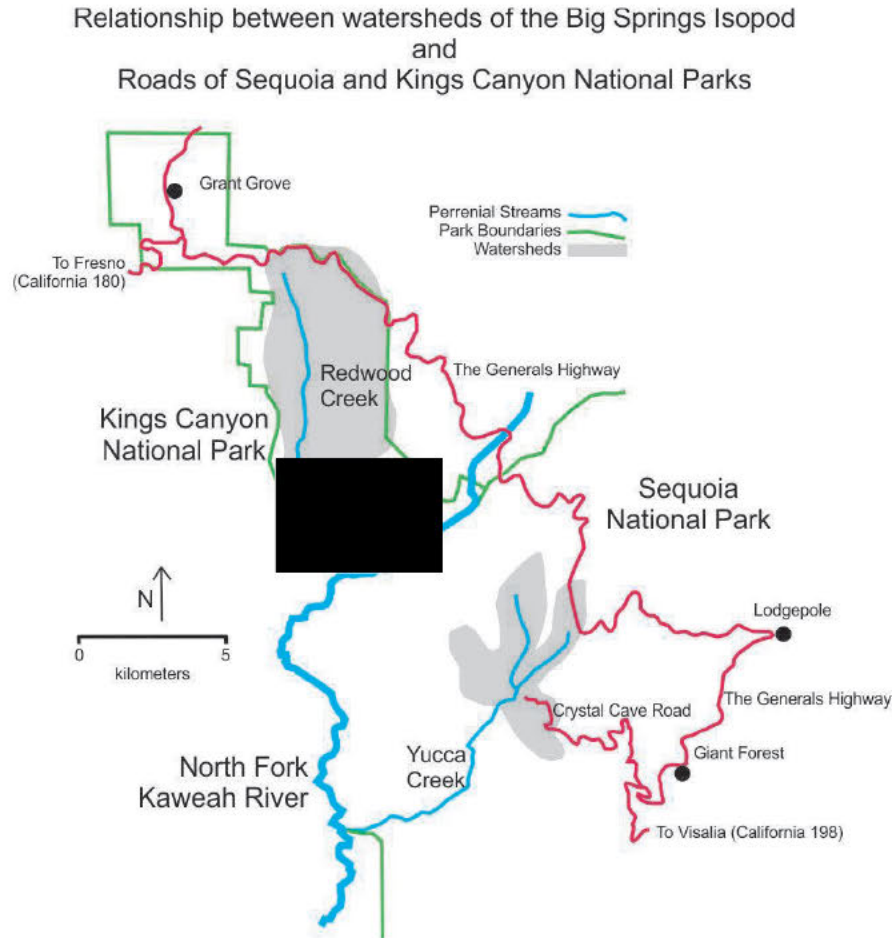 Relationship between watersheds of the Big Springs Isopod
and
Roads of Sequoia and Kings Canyon National Parks
Grant Grove
Perrenial Streams
Park Boundaries
Watersheds
To Fresno
(California 180)
The Generals Highway
Redwood
Creek
Kings Canyon
National Park
Sequoia
National Park
N
0
5
kilometers
Lodgepole
The Generals Highway
Crystal Cave Road
Giant Forest
Yucca
Creek
North Fork
Kaweah River
To Visalia (California 198)